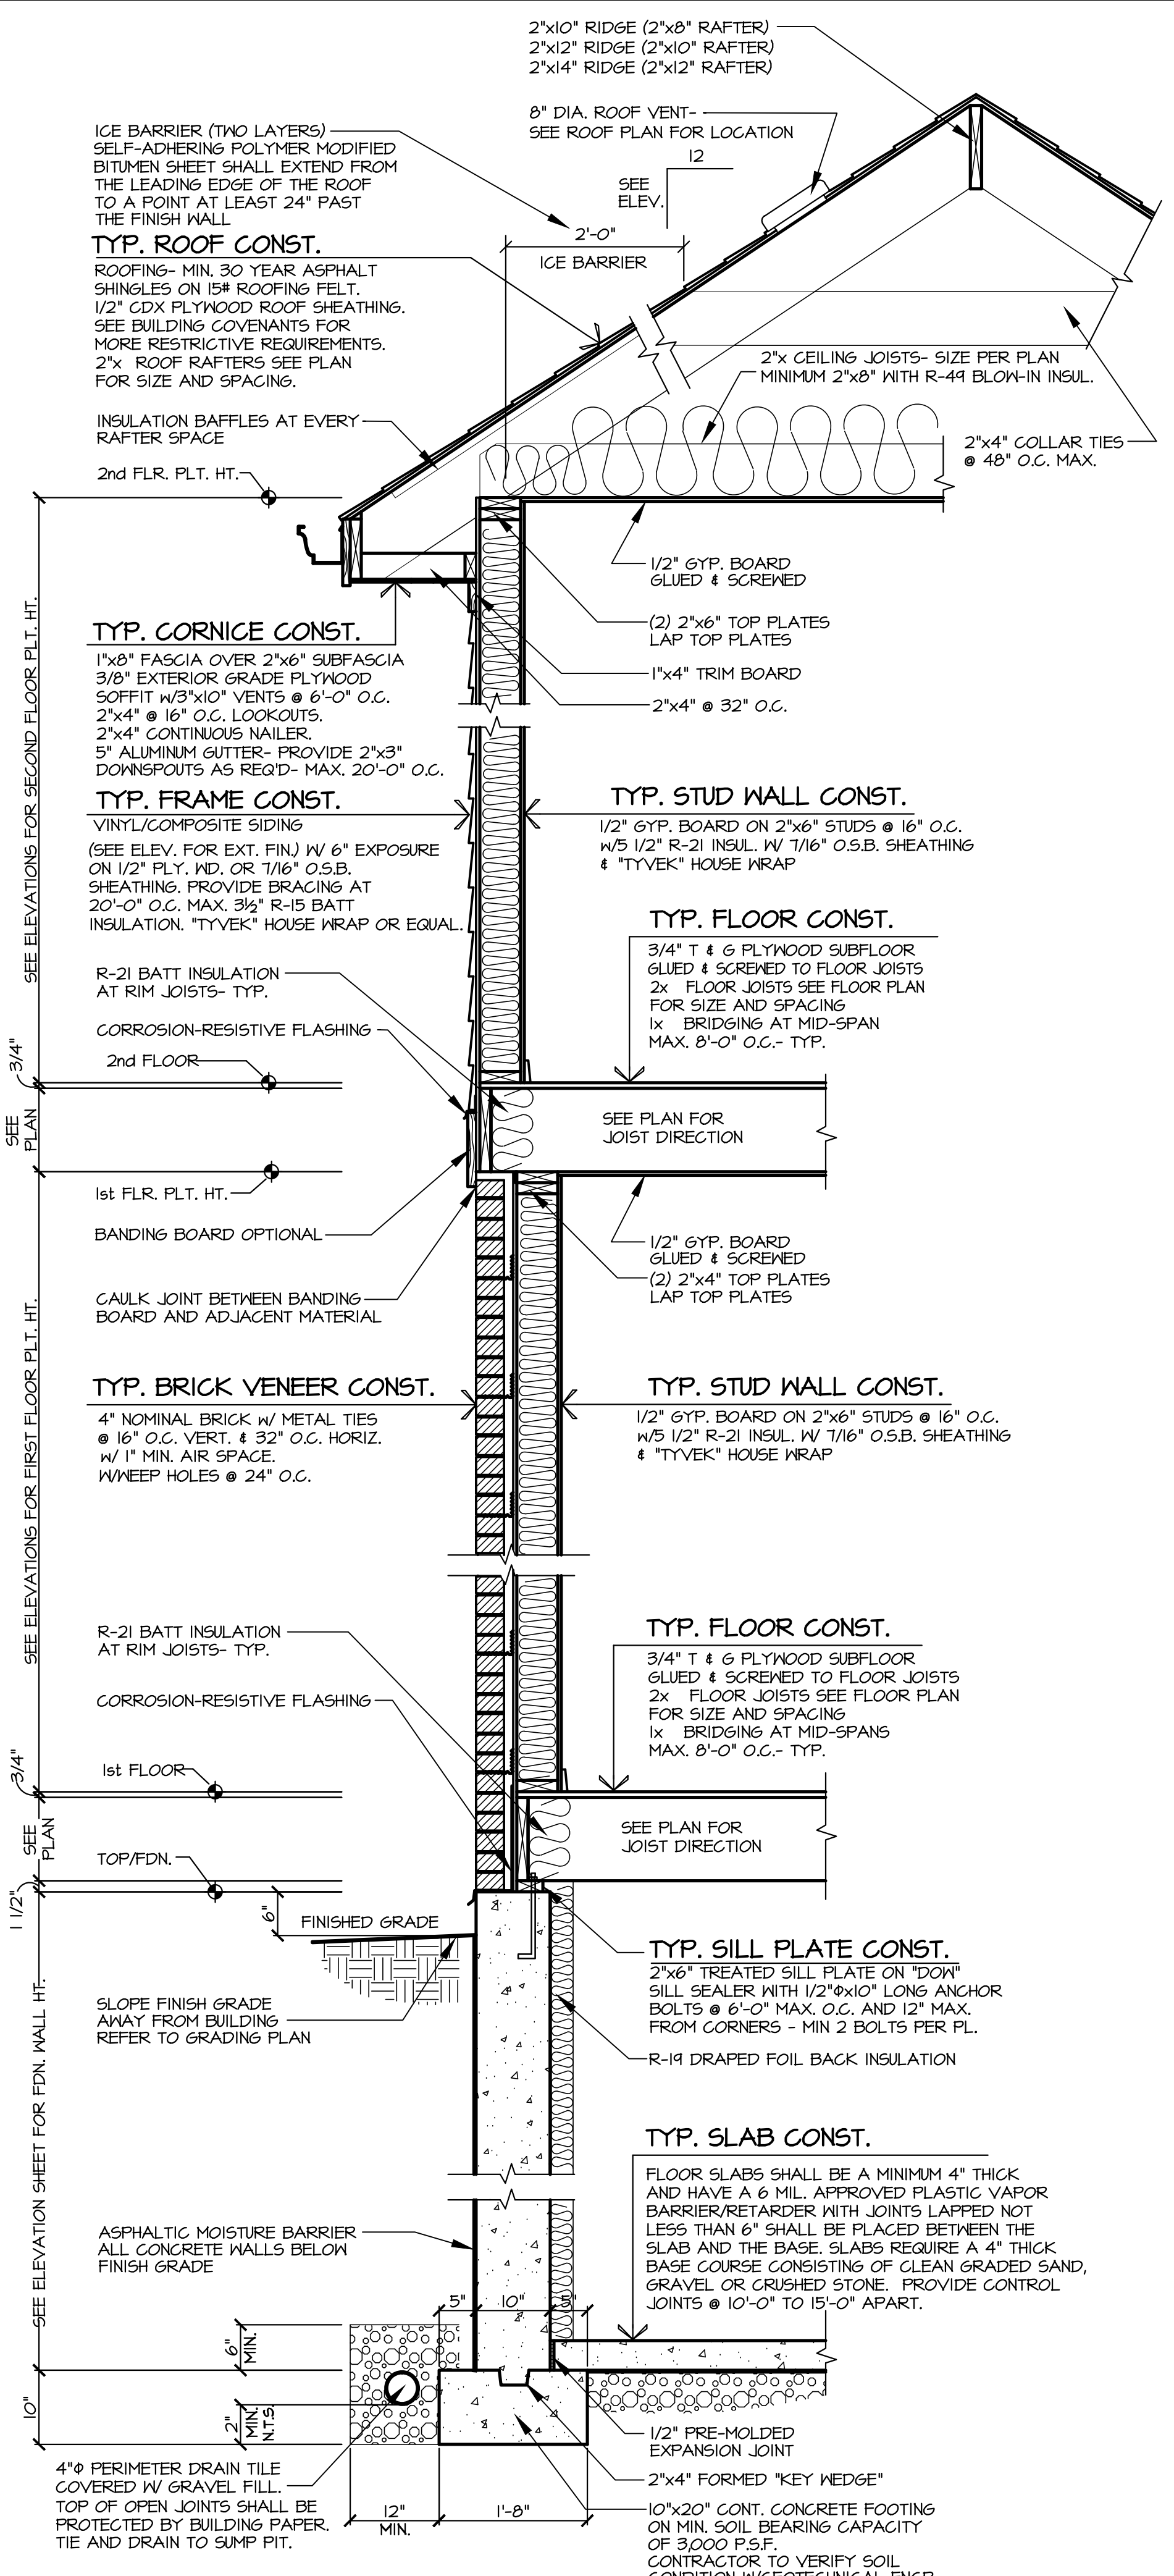 2"x10" RIDGE (2"x8" RAFTER)
2"x12" RIDGE (2"x10" RAFTER)
2"x14" RIDGE (2"x12" RAFTER)
8" DIA. ROOF VENT-
SEE ROOF PLAN FOR LOCATION
12
SEE
ELEV.
2'-0"
ICE BARRIER
ICE BARRIER (TWO LAYERS)
SELF-ADHERING POLYMER MODIFIED
BITUMEN SHEET SHALL EXTEND FROM
THE LEADING EDGE OF THE ROOF
TO A POINT AT LEAST 24" PAST
THE FINISH WALL
TYP. ROOF CONST.
ROOFING- MIN. 30 YEAR ASPHALT
SHINGLES ON 15# ROOFING FELT.
1/2" CDX PLYWOOD ROOF SHEATHING.
SEE BUILDING COVENANTS FOR
MORE RESTRICTIVE REQUIREMENTS.
2"x ROOF RAFTERS SEE PLAN
FOR SIZE AND SPACING.
2"x CEILING JOISTS- SIZE PER PLAN
MINIMUM 2"x8" WITH R-49 BLOW-IN INSUL.
2"x4" COLLAR TIES
@ 48" O.C. MAX.
INSULATION BAFFLES AT EVERY
RAFTER SPACE
2nd FLR. PLT. HT.
1/2" GYP. BOARD
GLUED & SCREWED
(2) 2"x6" TOP PLATES
LAP TOP PLATES
1"x4" TRIM BOARD
2"x4" @ 32" O.C.
TYP. CORNICE CONST.
1"x8" FASCIA OVER 2"x6" SUBFASCIA
3/8" EXTERIOR GRADE PLYWOOD
SOFFIT w/3"x10" VENTS @ 6'-0" O.C.
2"x4" @ 16" O.C. LOOKOUTS.
2"x4" CONTINUOUS NAILER.
5" ALUMINUM GUTTER- PROVIDE 2"x3"
DOWNSPOUTS AS REQ'D- MAX. 20'-0" O.C.
SEE ELEVATIONS FOR SECOND FLOOR PLT. HT.
TYP. FRAME CONST.
VINYL/COMPOSITE SIDING
(SEE ELEV. FOR EXT. FIN.) W/ 6" EXPOSURE
ON 1/2" PLY. WD. OR 7/16" O.S.B.
SHEATHING. PROVIDE BRACING AT
20'-0" O.C. MAX. 3½" R-15 BATT
INSULATION. "TYVEK" HOUSE WRAP OR EQUAL.
TYP. STUD WALL CONST.
1/2" GYP. BOARD ON 2"x6" STUDS @ 16" O.C.
w/5 1/2" R-21 INSUL. W/ 7/16" O.S.B. SHEATHING
& "TYVEK" HOUSE WRAP
TYP. FLOOR CONST.
3/4" T & G PLYWOOD SUBFLOOR
GLUED & SCREWED TO FLOOR JOISTS
2x FLOOR JOISTS SEE FLOOR PLAN
FOR SIZE AND SPACING
1x BRIDGING AT MID-SPAN
MAX. 8'-0" O.C.- TYP.
R-21 BATT INSULATION
AT RIM JOISTS- TYP.
CORROSION-RESISTIVE FLASHING
2nd FLOOR
3/4"
SEE
PLAN
SEE PLAN FOR
JOIST DIRECTION
1st FLR. PLT. HT.
BANDING BOARD OPTIONAL
CAULK JOINT BETWEEN BANDING
BOARD AND ADJACENT MATERIAL
1/2" GYP. BOARD
GLUED & SCREWED
(2) 2"x4" TOP PLATES
LAP TOP PLATES
SEE ELEVATIONS FOR FIRST FLOOR PLT. HT.
TYP. BRICK VENEER CONST.
4" NOMINAL BRICK w/ METAL TIES
@ 16" O.C. VERT. & 32" O.C. HORIZ.
w/ 1" MIN. AIR SPACE.
W/WEEP HOLES @ 24" O.C.
TYP. STUD WALL CONST.
1/2" GYP. BOARD ON 2"x6" STUDS @ 16" O.C.
w/5 1/2" R-21 INSUL. W/ 7/16" O.S.B. SHEATHING
& "TYVEK" HOUSE WRAP
R-21 BATT INSULATION
AT RIM JOISTS- TYP.
CORROSION-RESISTIVE FLASHING
TYP. FLOOR CONST.
3/4" T & G PLYWOOD SUBFLOOR
GLUED & SCREWED TO FLOOR JOISTS
2x FLOOR JOISTS SEE FLOOR PLAN
FOR SIZE AND SPACING
1x BRIDGING AT MID-SPANS
MAX. 8'-0" O.C.- TYP.
1st FLOOR
3/4"
SEE
PLAN
SEE PLAN FOR
JOIST DIRECTION
TOP/FDN.
1 1/2"
6"
FINISHED GRADE
SLOPE FINISH GRADE
AWAY FROM BUILDING
REFER TO GRADING PLAN
TYP. SILL PLATE CONST.
2"x6" TREATED SILL PLATE ON "DOW"
SILL SEALER WITH 1/2"Φx10" LONG ANCHOR
BOLTS @ 6'-0" MAX. O.C. AND 12" MAX.
FROM CORNERS - MIN 2 BOLTS PER PL.
R-19 DRAPED FOIL BACK INSULATION
SEE ELEVATION SHEET FOR FDN. WALL HT.
TYP. SLAB CONST.
FLOOR SLABS SHALL BE A MINIMUM 4" THICK
AND HAVE A 6 MIL. APPROVED PLASTIC VAPOR
BARRIER/RETARDER WITH JOINTS LAPPED NOT
LESS THAN 6" SHALL BE PLACED BETWEEN THE
SLAB AND THE BASE. SLABS REQUIRE A 4" THICK
BASE COURSE CONSISTING OF CLEAN GRADED SAND,
GRAVEL OR CRUSHED STONE. PROVIDE CONTROL
JOINTS @ 10'-0" TO 15'-0" APART.
ASPHALTIC MOISTURE BARRIER
ALL CONCRETE WALLS BELOW
FINISH GRADE
5"
10"
5"
6"
MIN.
2"
MIN.
N.T.S.
10"
1/2" PRE-MOLDED
EXPANSION JOINT
2"x4" FORMED "KEY WEDGE"
4"Φ PERIMETER DRAIN TILE
COVERED W/ GRAVEL FILL.
TOP OF OPEN JOINTS SHALL BE
PROTECTED BY BUILDING PAPER.
TIE AND DRAIN TO SUMP PIT.
12"
MIN.
1'-8"
10"x20" CONT. CONCRETE FOOTING
ON MIN. SOIL BEARING CAPACITY
OF 3,000 P.S.F.
CONTRACTOR TO VERIFY SOIL